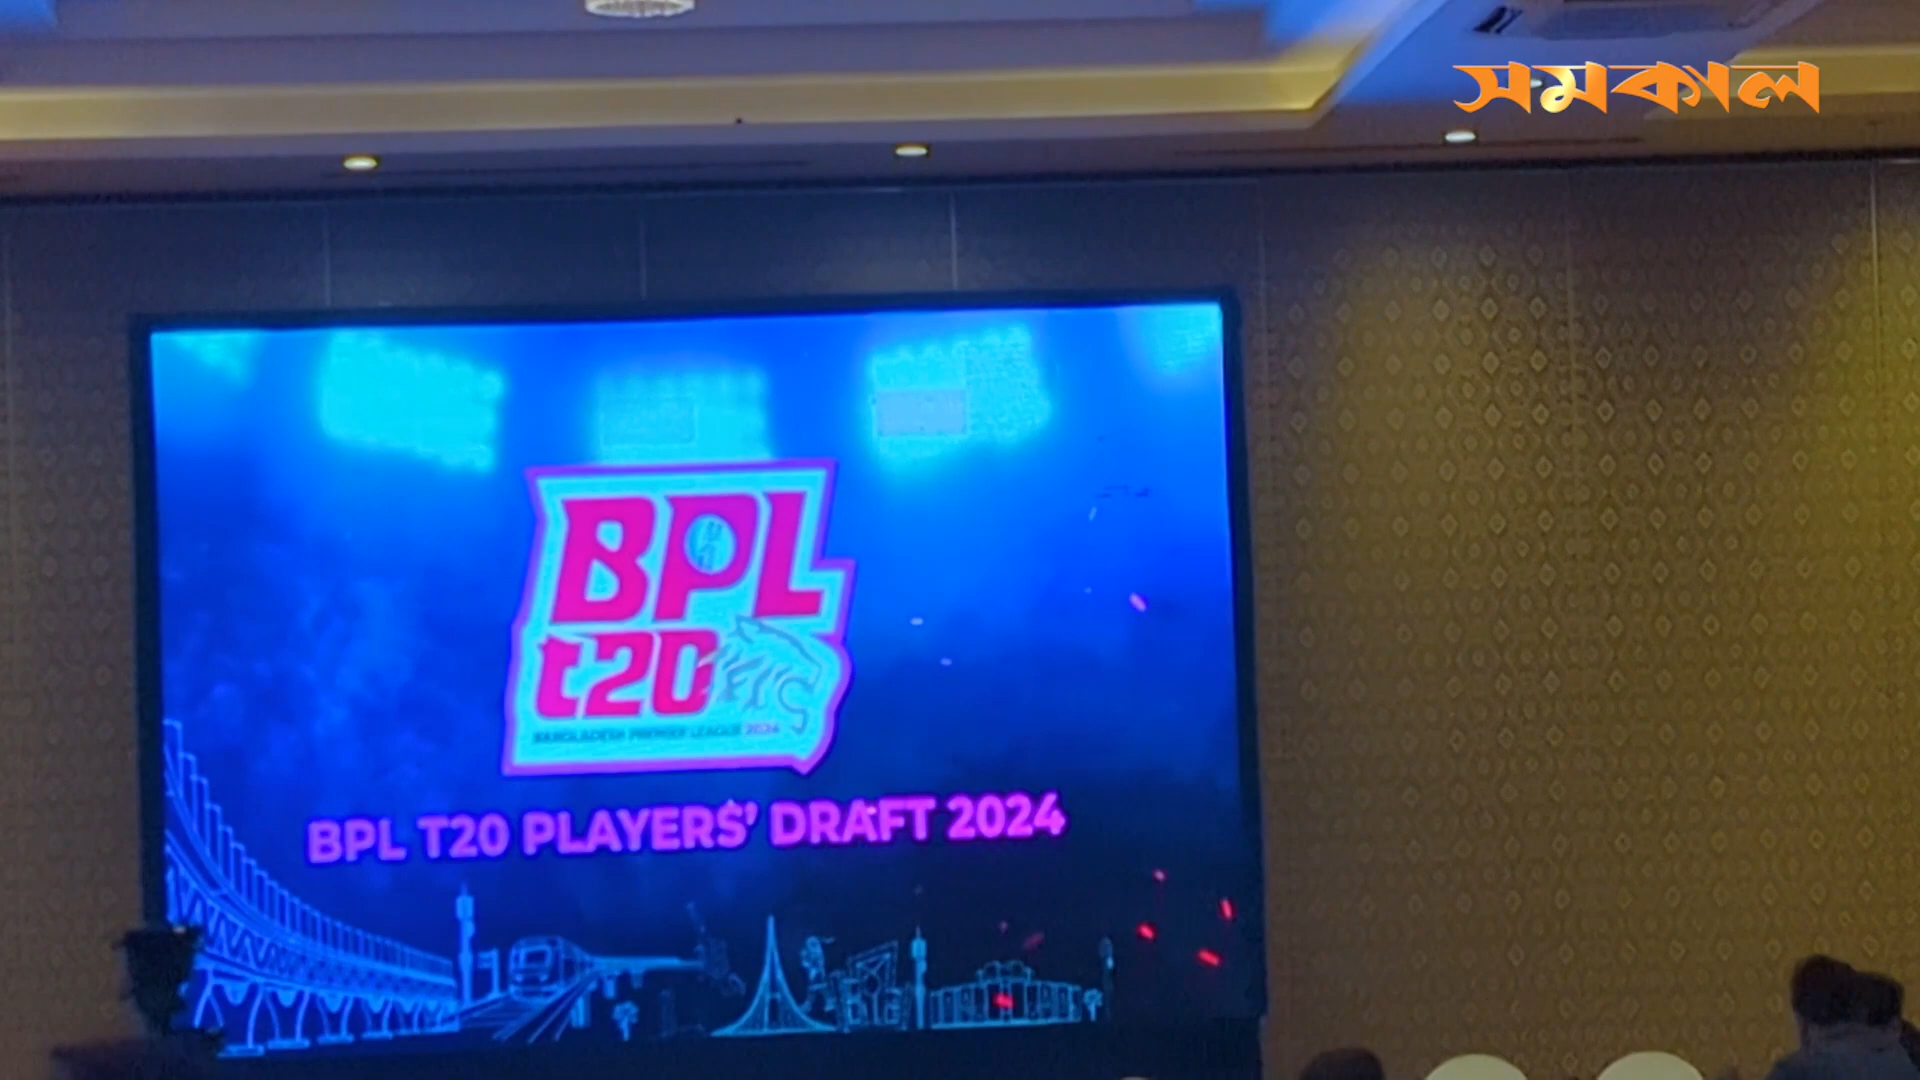 সমকাল
BPL
t20
BANGLADESH PREMIER LEAGUE 2024
BPL T20 PLAYERS' DRAFT 2024